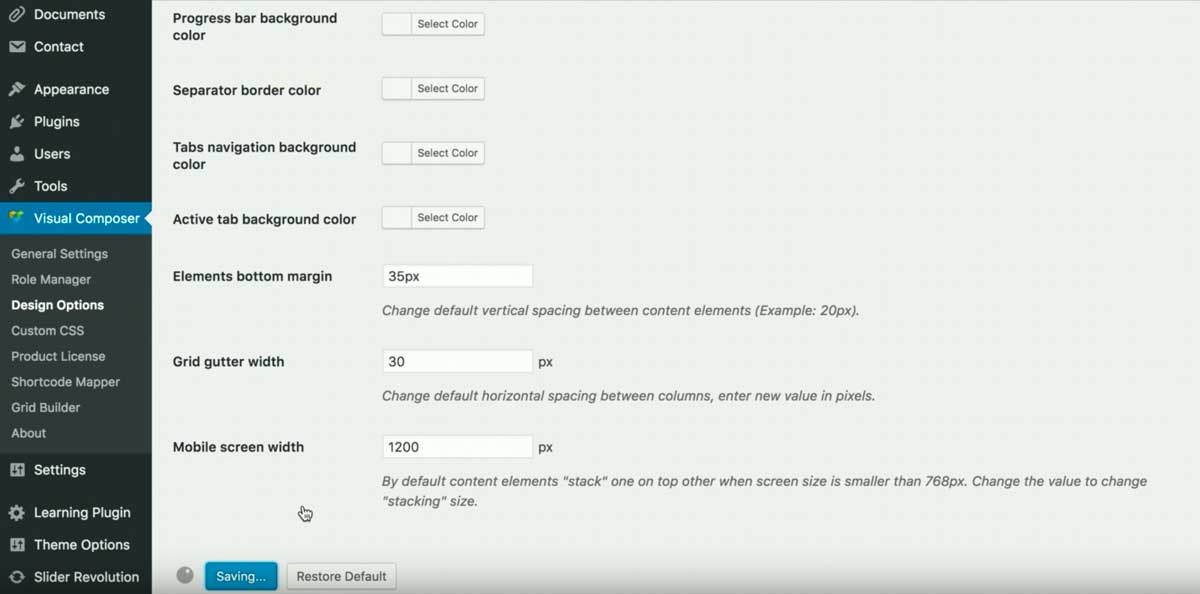 Documents
Contact
Appearance
Plugins
Users
Tools
Visual Composer
General Settings
Role Manager
Design Options
Custom CSS
Product License
Shortcode Mapper
Grid Builder
About
Settings
Learning Plugin
Theme Options
Slider Revolution
Progress bar background
color
Select Color
Separator border color
Select Color
Tabs navigation background
color
Select Color
Active tab background color
Select Color
Elements bottom margin
35px
Change default vertical spacing between content elements (Example: 20px).
Grid gutter width
30 px
Change default horizontal spacing between columns, enter new value in pixels.
Mobile screen width
1200 px
By default content elements "stack" one on top other when screen size is smaller than 768px. Change the value to change
"stacking" size.
Saving...
Restore Default